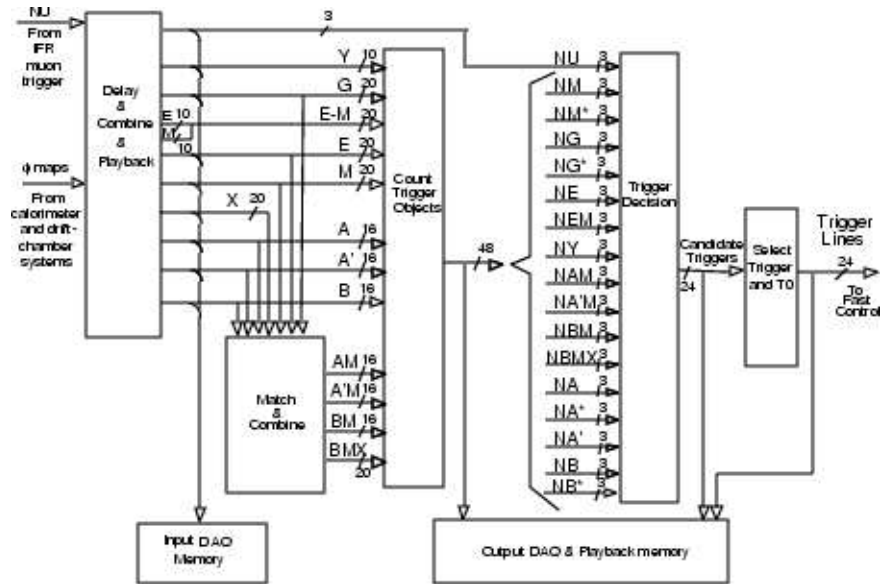 NU
From
IFR
muon
trigger
ϕ maps
From
calorimeter
and drift-
chamber
systems
Delay
&
Combine
&
Playback
3
Y 10
G 20
E 10
M
10
E-M 20
E 20
M 20
X 20
A 16
A' 16
B 16
Match
&
Combine
AM 16
A'M 16
BM 16
BMX
20
Count
Trigger
Objects
48
NU 3
NM 3
NM* 3
NG 3
NG* 3
NE 3
NEM 3
NY 3
NAM 3
NA'M 3
NBM 3
NBMX 3
NA 3
NA* 3
NA' 3
NB 3
NB* 3
Trigger
Decision
Candidate
Triggers
24
Select
Trigger
and T0
Trigger
Lines
24
To
Fast Control
Input DAQ
Memory
Output DAQ & Playback memory